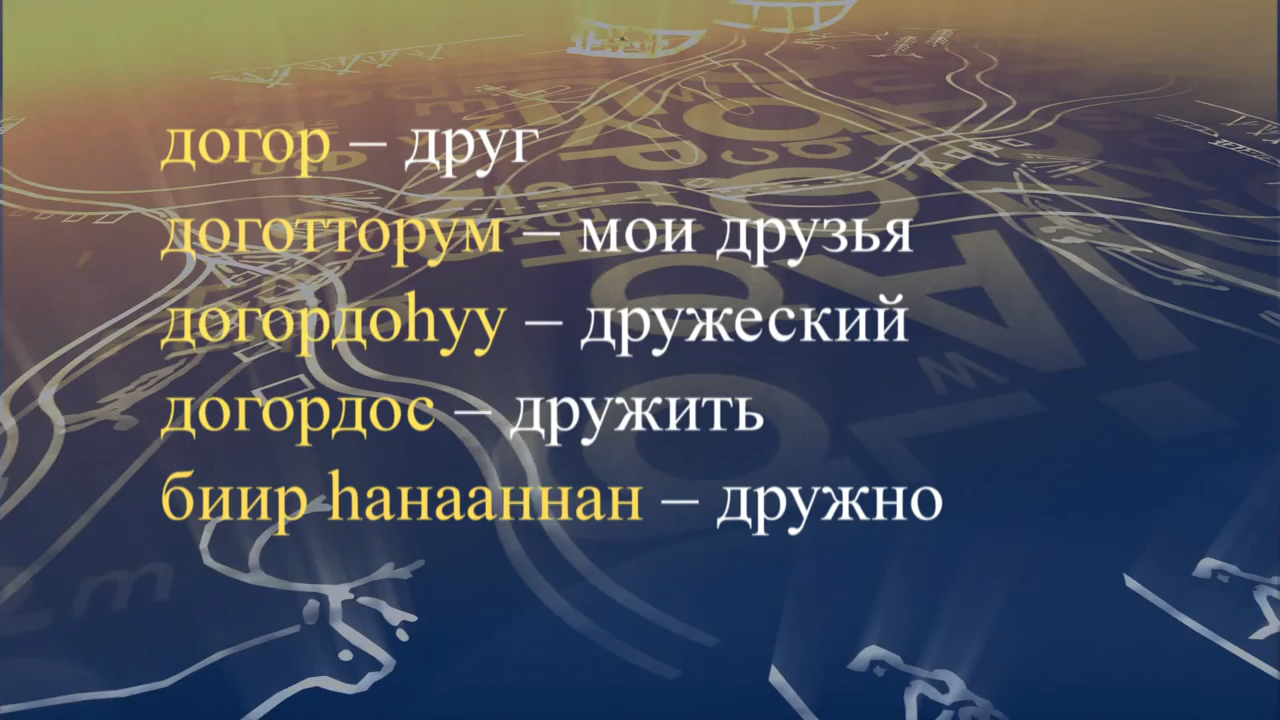 догор – друг
доготторум – мои друзья
догордоһуу – дружеский
догордос – дружить
биир һанааннан – дружно